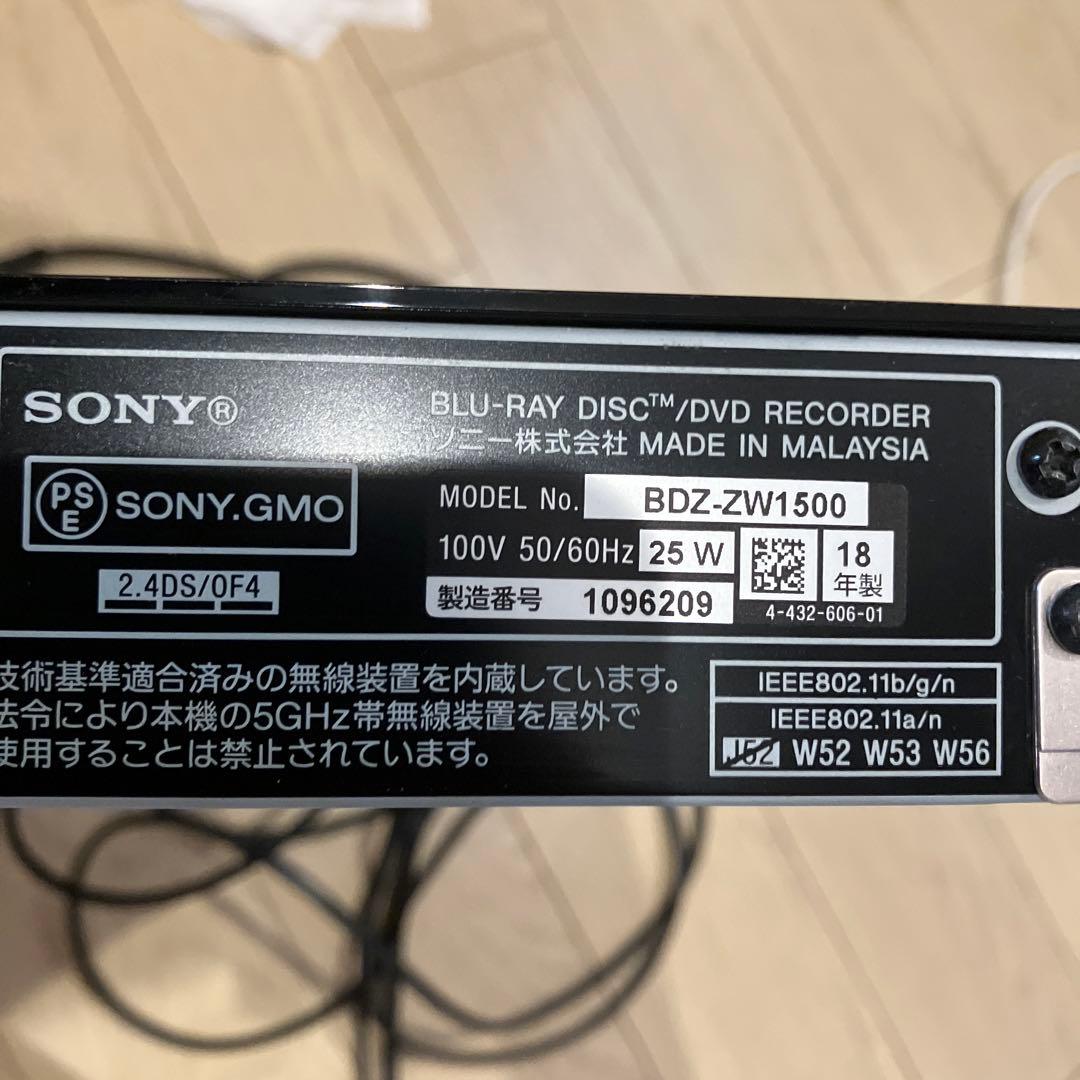 SONY®
BLU-RAY DISC™/DVD RECORDER
ソニー株式会社 MADE IN MALAYSIA
PSE SONY.GMO
MODEL No. BDZ-ZW1500
100V 50/60Hz 25 W
18年製
2.4DS/OF4
製造番号 1096209
4-432-606-01
技術基準適合済みの無線装置を内蔵しています。
法令により本機の5GHz帯無線装置を屋外で
使用することは禁止されています。
IEEE802.11b/g/n
IEEE802.11a/n
J52 W52 W53 W56